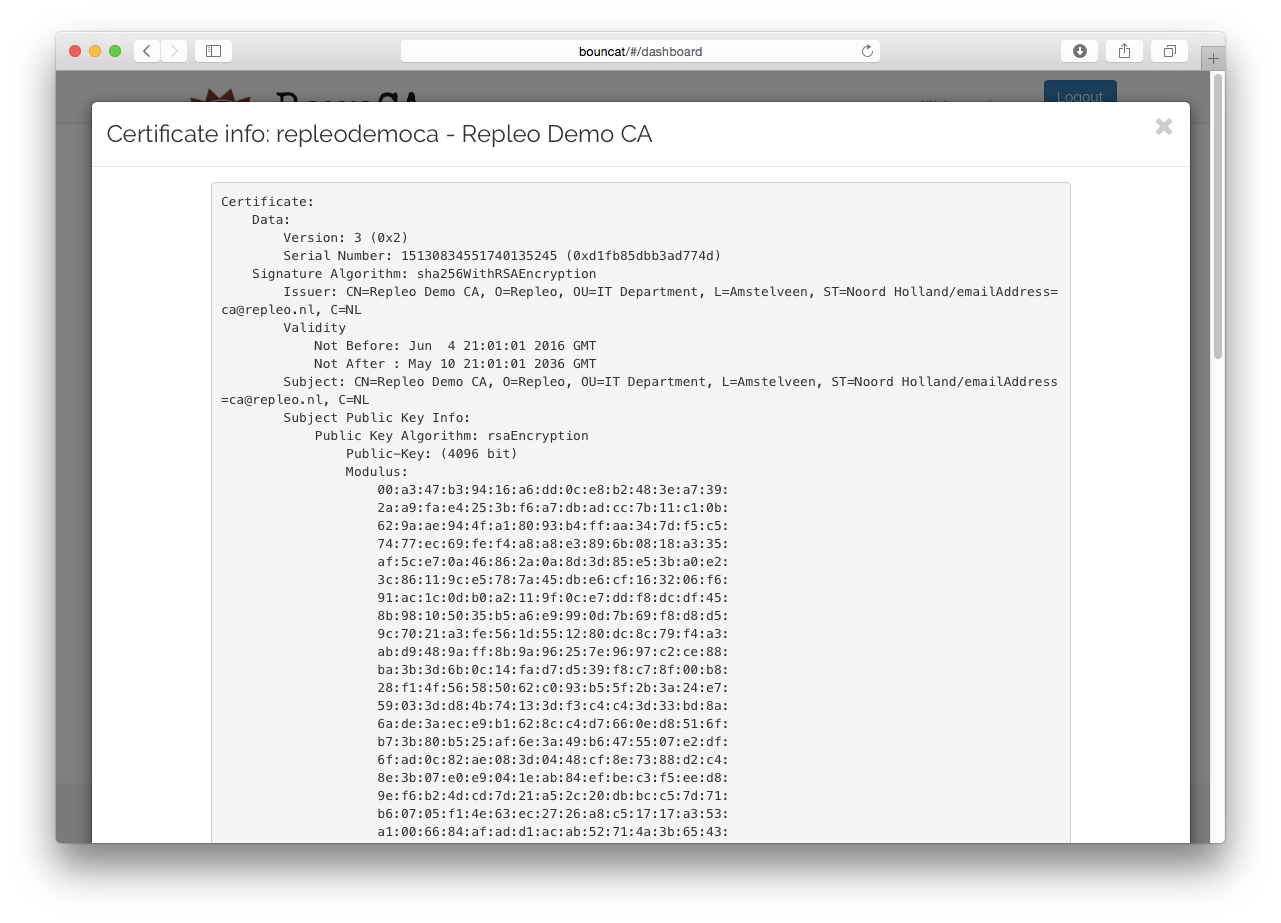 bouncat/#/dashboard
Logout
Certificate info: repleodemoca - Repleo Demo CA
Certificate:
Data:
Version: 3 (0x2)
Serial Number: 15130834551740135245 (0xd1fb85dbb3ad774d)
Signature Algorithm: sha256WithRSAEncryption
Issuer: CN=Repleo Demo CA, O=Repleo, OU=IT Department, L=Amstelveen, ST=Noord Holland/emailAddress=
ca@repleo.nl, C=NL
Validity
Not Before: Jun  4 21:01:01 2016 GMT
Not After : May 10 21:01:01 2036 GMT
Subject: CN=Repleo Demo CA, O=Repleo, OU=IT Department, L=Amstelveen, ST=Noord Holland/emailAddress
=ca@repleo.nl, C=NL
Subject Public Key Info:
Public Key Algorithm: rsaEncryption
Public-Key: (4096 bit)
Modulus:
00:a3:47:b3:94:16:a6:dd:0c:e8:b2:48:3e:a7:39:
2a:a9:fa:e4:25:3b:f6:a7:db:ad:cc:7b:11:c1:0b:
62:9a:ae:94:4f:a1:80:93:b4:ff:aa:34:7d:f5:c5:
74:77:ec:69:fe:f4:a8:a8:e3:89:6b:08:18:a3:35:
af:5c:e7:0a:46:86:2a:0a:8d:3d:85:e5:3b:a0:e2:
3c:86:11:9c:e5:78:7a:45:db:e6:cf:16:32:06:f6:
91:ac:1c:0d:b0:a2:11:9f:0c:e7:dd:f8:dc:df:45:
8b:98:10:50:35:b5:a6:e9:99:0d:7b:69:f8:d8:d5:
9c:70:21:a3:fe:56:1d:55:12:80:dc:8c:79:f4:a3:
ab:d9:48:9a:ff:8b:9a:96:25:7e:96:97:c2:ce:88:
ba:3b:3d:6b:0c:14:fa:d7:d5:39:f8:c7:8f:00:b8:
28:f1:4f:56:58:50:62:c0:93:b5:5f:2b:3a:24:e7:
59:03:3d:d8:4b:74:13:3d:f3:c4:c4:3d:33:bd:8a:
6a:de:3a:ec:e9:b1:62:8c:c4:d7:66:0e:d8:51:6f:
b7:3b:80:b5:25:af:6e:3a:49:b6:47:55:07:e2:df:
6f:ad:0c:82:ae:08:3d:04:48:cf:8e:73:88:d2:c4:
8e:3b:07:e0:e9:04:1e:ab:84:ef:be:c3:f5:ee:d8:
9e:f6:b2:4d:cd:7d:21:a5:2c:20:db:bc:c5:7d:71:
b6:07:05:f1:4e:63:ec:27:26:a8:c5:17:17:a3:53:
a1:00:66:84:af:ad:d1:ac:ab:52:71:4a:3b:65:43: